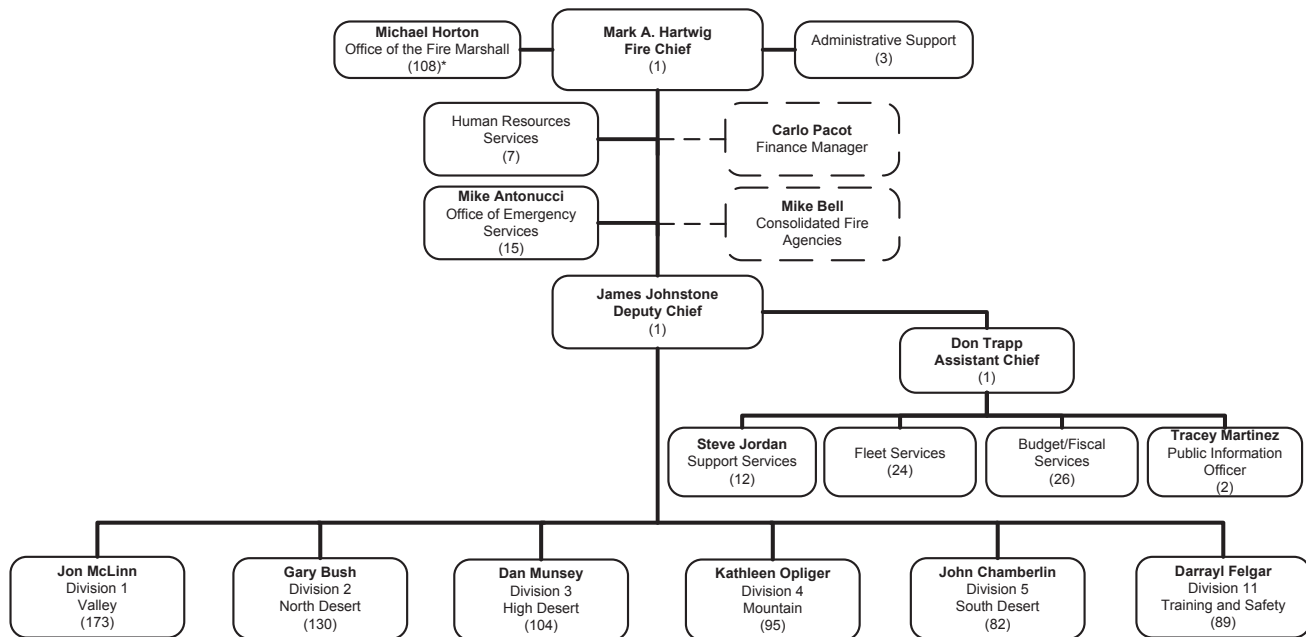 Michael Horton
Office of the Fire Marshall
(108)*
Mark A. Hartwig
Fire Chief
(1)
Administrative Support
(3)
Human Resources
Services
(7)
Carlo Pacot
Finance Manager
Mike Antonucci
Office of Emergency
Services
(15)
Mike Bell
Consolidated Fire
Agencies
James Johnstone
Deputy Chief
(1)
Don Trapp
Assistant Chief
(1)
Steve Jordan
Support Services
(12)
Fleet Services
(24)
Budget/Fiscal
Services
(26)
Tracey Martinez
Public Information
Officer
(2)
Jon McLinn
Division 1
Valley
(173)
Gary Bush
Division 2
North Desert
(130)
Dan Munsey
Division 3
High Desert
(104)
Kathleen Opliger
Division 4
Mountain
(95)
John Chamberlin
Division 5
South Desert
(82)
Darrayl Felgar
Division 11
Training and Safety
(89)